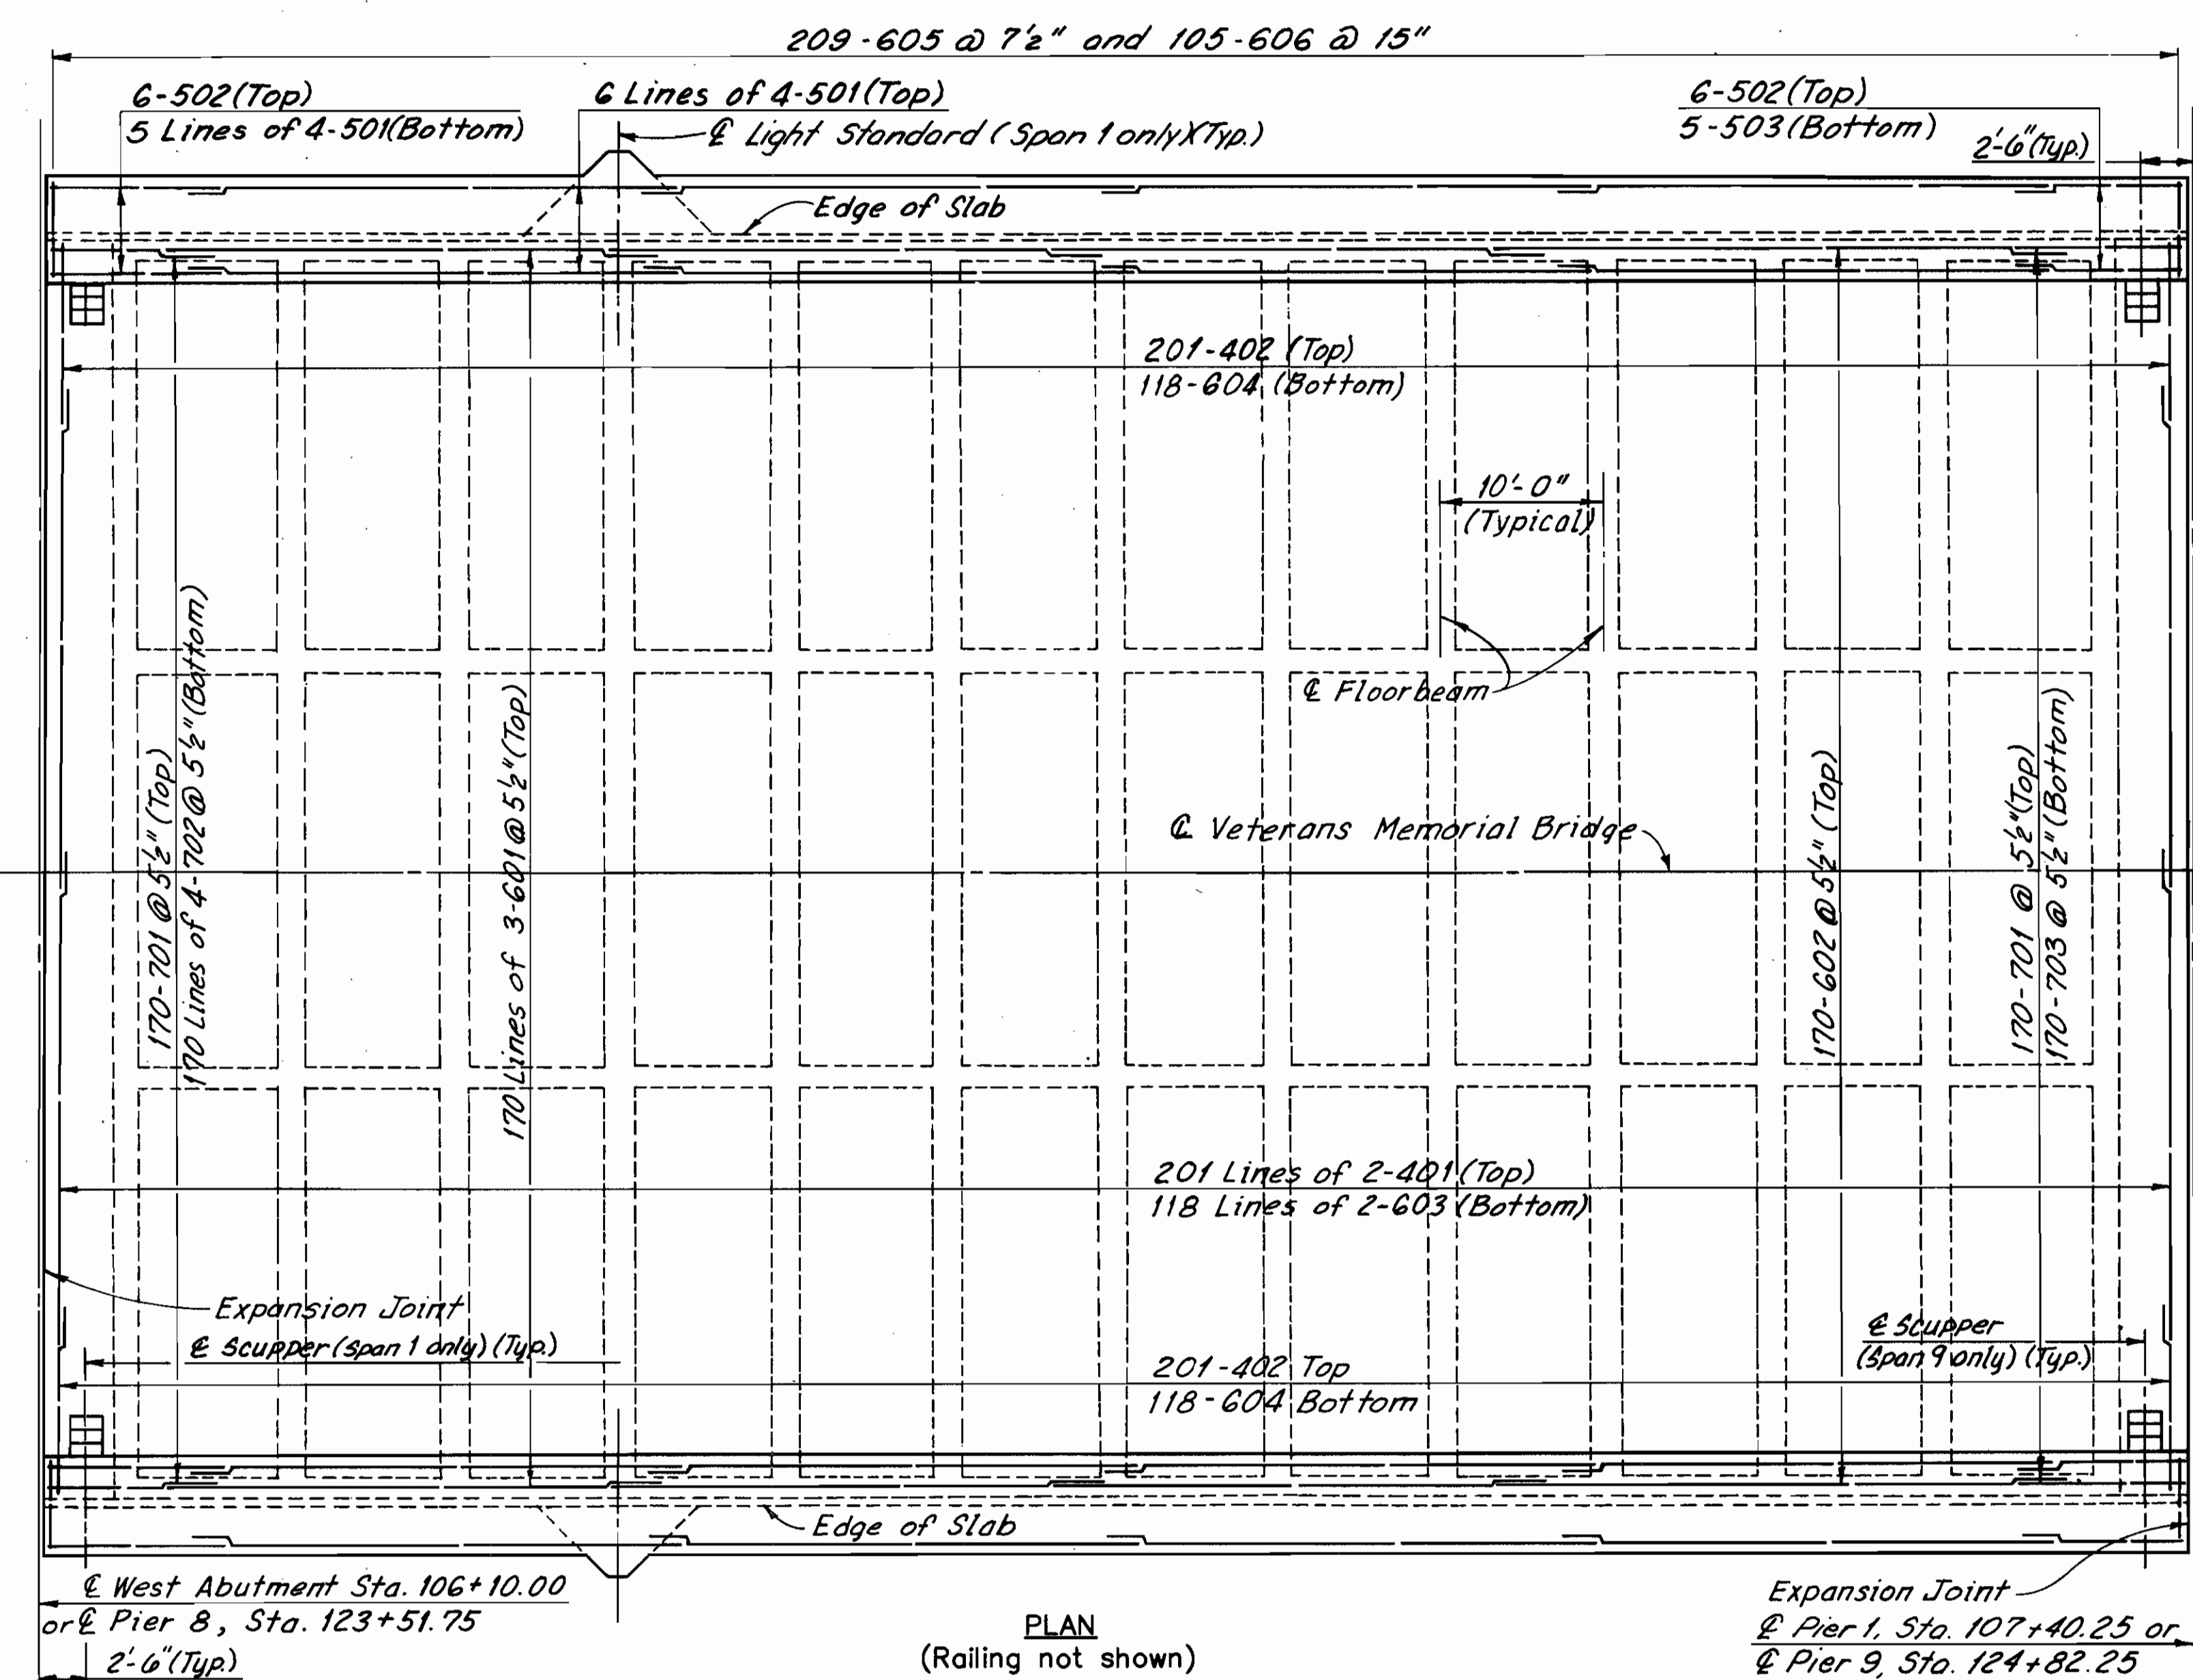 209-605 @ 7½" and 105-606 @ 15"
6-502(Top)
5 Lines of 4-501(Bottom)
6 Lines of 4-501(Top)
℄ Light Standard (Span 1 only)(Typ.)
6-502(Top)
5-503(Bottom)
2'-6"(Typ.)
Edge of Slab
201-402 (Top)
118-604 (Bottom)
10'-0"
(Typical)
℄ Floorbeam
170-701 @ 5½" (Top)
170 Lines of 4-702 @ 5½" (Bottom)
170 Lines of 3-601 @ 5½" (Top)
℄ Veterans Memorial Bridge
170-602 @ 5½" (Top)
170-701 @ 5½" (Top)
170-703 @ 5½" (Bottom)
201 Lines of 2-401 (Top)
118 Lines of 2-603 (Bottom)
Expansion Joint
℄ Scupper (Span 1 only) (Typ.)
℄ Scupper
(Span 9 only) (Typ.)
201-402 Top
118-604 Bottom
Edge of Slab
℄ West Abutment Sta. 106+10.00
or ℄ Pier 8, Sta. 123+51.75
2'-6"(Typ.)
PLAN
(Railing not shown)
Expansion Joint
℄ Pier 1, Sta. 107+40.25 or
℄ Pier 9, Sta. 124+82.25